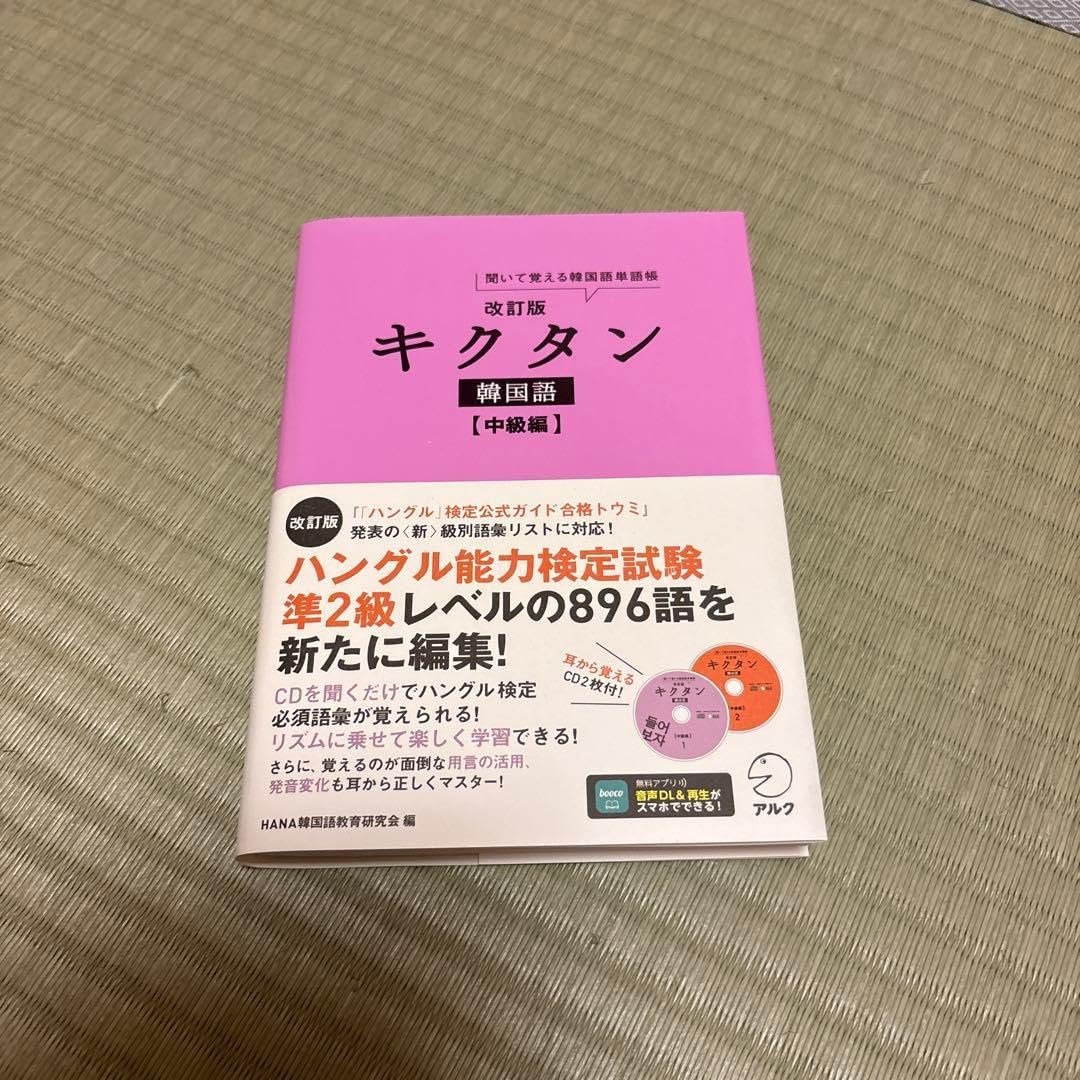 聞いて覚える韓国語単語帳
改訂版
キクタン
韓国語
【中級編】
改訂版
『「ハングル」検定公式ガイド 合格トウミ』
発表の〈新〉級別語彙リストに対応！
ハングル能力検定試験
準2級レベルの896語を
新たに編集！
耳から覚える
CD2枚付！
キクタン
韓国語
들어
보자
【中級編】
1
キクタン
2
CDを聞くだけでハングル検定
必須語彙が覚えられる！
リズムに乗せて楽しく学習できる！
さらに、覚えるのが面倒な用言の活用、
発音変化も耳から正しくマスター！
booco
無料アプリ
音声DL&再生が
スマホでできる！
アルク
HANA韓国語教育研究会 編